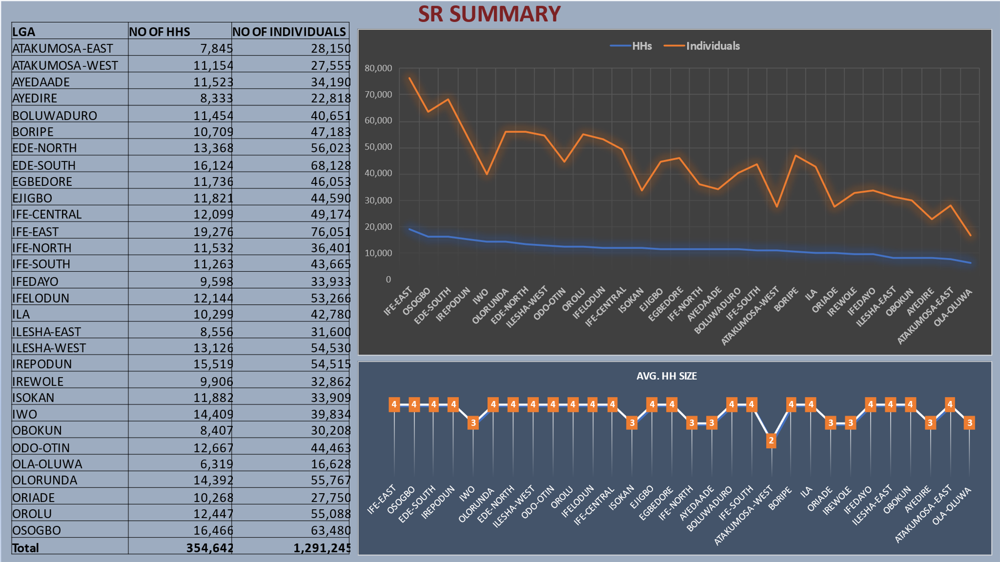 SR SUMMARY
LGA NO OF HHS NO OF INDIVIDUALS
ATAKUMOSA-EAST 7,845 28,150
ATAKUMOSA-WEST 11,154 27,555
AYEDAADE 11,523 34,190
AYEDIRE 8,333 22,818
BOLUWADURO 11,454 40,651
BORIPE 10,709 47,183
EDE-NORTH 13,368 56,023
EDE-SOUTH 16,124 68,128
EGBEDORE 11,736 46,053
EJIGBO 11,821 44,590
IFE-CENTRAL 12,099 49,174
IFE-EAST 19,276 76,051
IFE-NORTH 11,532 36,401
IFE-SOUTH 11,263 43,665
IFEDAYO 9,598 33,933
IFELODUN 12,144 53,266
ILA 10,299 42,780
ILESHA-EAST 8,556 31,600
ILESHA-WEST 13,126 54,530
IREPODUN 15,519 54,515
IREWOLE 9,906 32,862
ISOKAN 11,882 33,909
IWO 14,409 39,834
OBOKUN 8,407 30,208
ODO-OTIN 12,667 44,463
OLA-OLUWA 6,319 16,628
OLORUNDA 14,392 55,767
ORIADE 10,268 27,750
OROLU 12,447 55,088
OSOGBO 16,466 63,480
Total 354,642 1,291,245
HHs Individuals
80,000
70,000
60,000
50,000
40,000
30,000
20,000
10,000
0
IFE-EAST
OSOGBO
EDE-SOUTH
IREPODUN
IWO
OLORUNDA
EDE-NORTH
ILESHA-WEST
ODO-OTIN
OROLU
IFELODUN
IFE-CENTRAL
ISOKAN
EJIGBO
EGBEDORE
IFE-NORTH
AYEDAADE
BOLUWADURO
IFE-SOUTH
ATAKUMOSA-WEST
BORIPE
ILA
ORIADE
IREWOLE
IFEDAYO
ILESHA-EAST
OBOKUN
AYEDIRE
ATAKUMOSA-EAST
OLA-OLUWA
AVG. HH SIZE
4 4 4 4 3 4 4 4 4 4 4 4 3 4 4 3 3 4 4 2 4 4 3 3 4 4 4 3 4 3
IFE-EAST
OSOGBO
EDE-SOUTH
IREPODUN
IWO
OLORUNDA
EDE-NORTH
ILESHA-WEST
ODO-OTIN
OROLU
IFELODUN
IFE-CENTRAL
ISOKAN
EJIGBO
EGBEDORE
IFE-NORTH
AYEDAADE
BOLUWADURO
IFE-SOUTH
ATAKUMOSA-WEST
BORIPE
ILA
ORIADE
IREWOLE
IFEDAYO
ILESHA-EAST
OBOKUN
AYEDIRE
ATAKUMOSA-EAST
OLA-OLUWA